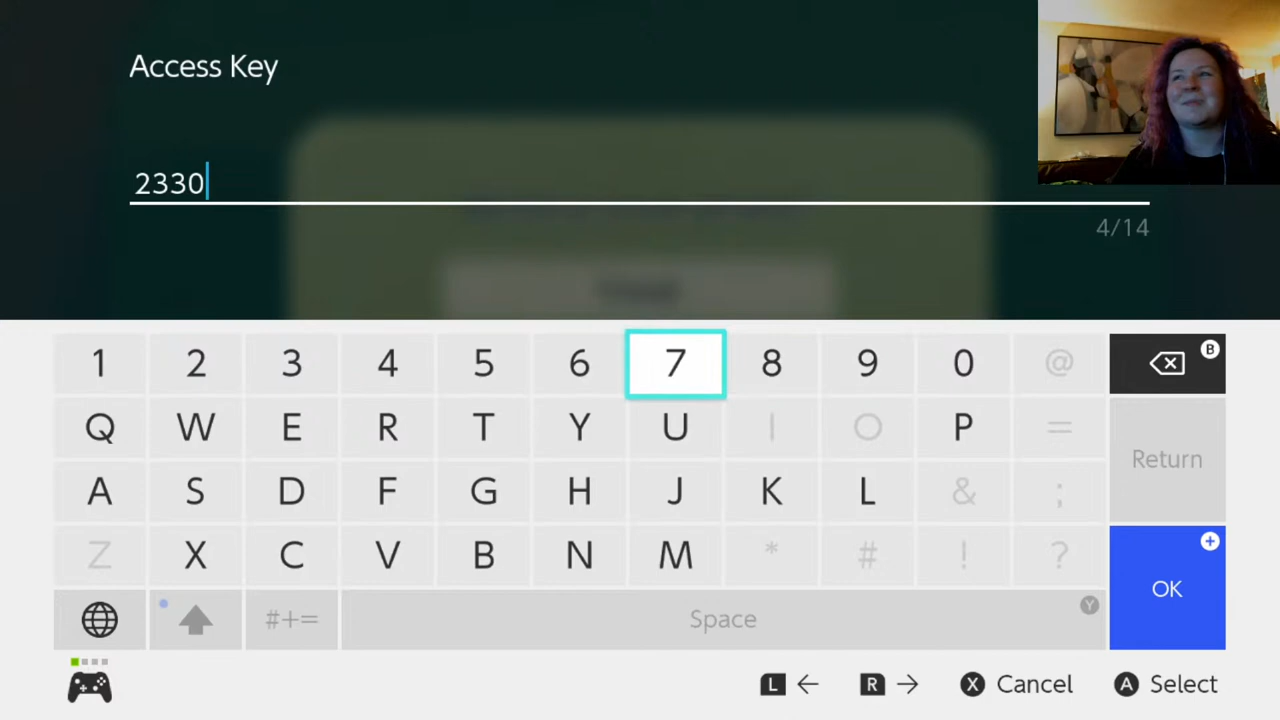 Access Key
2330
4/14
1 2 3 4 5 6 7 8 9 0 @ B
Q W E R T Y U I O P =
Return
A S D F G H J K L & ;
Z X C V B N M * # ! ?
OK
#+= Space Y
L ← R → X Cancel A Select